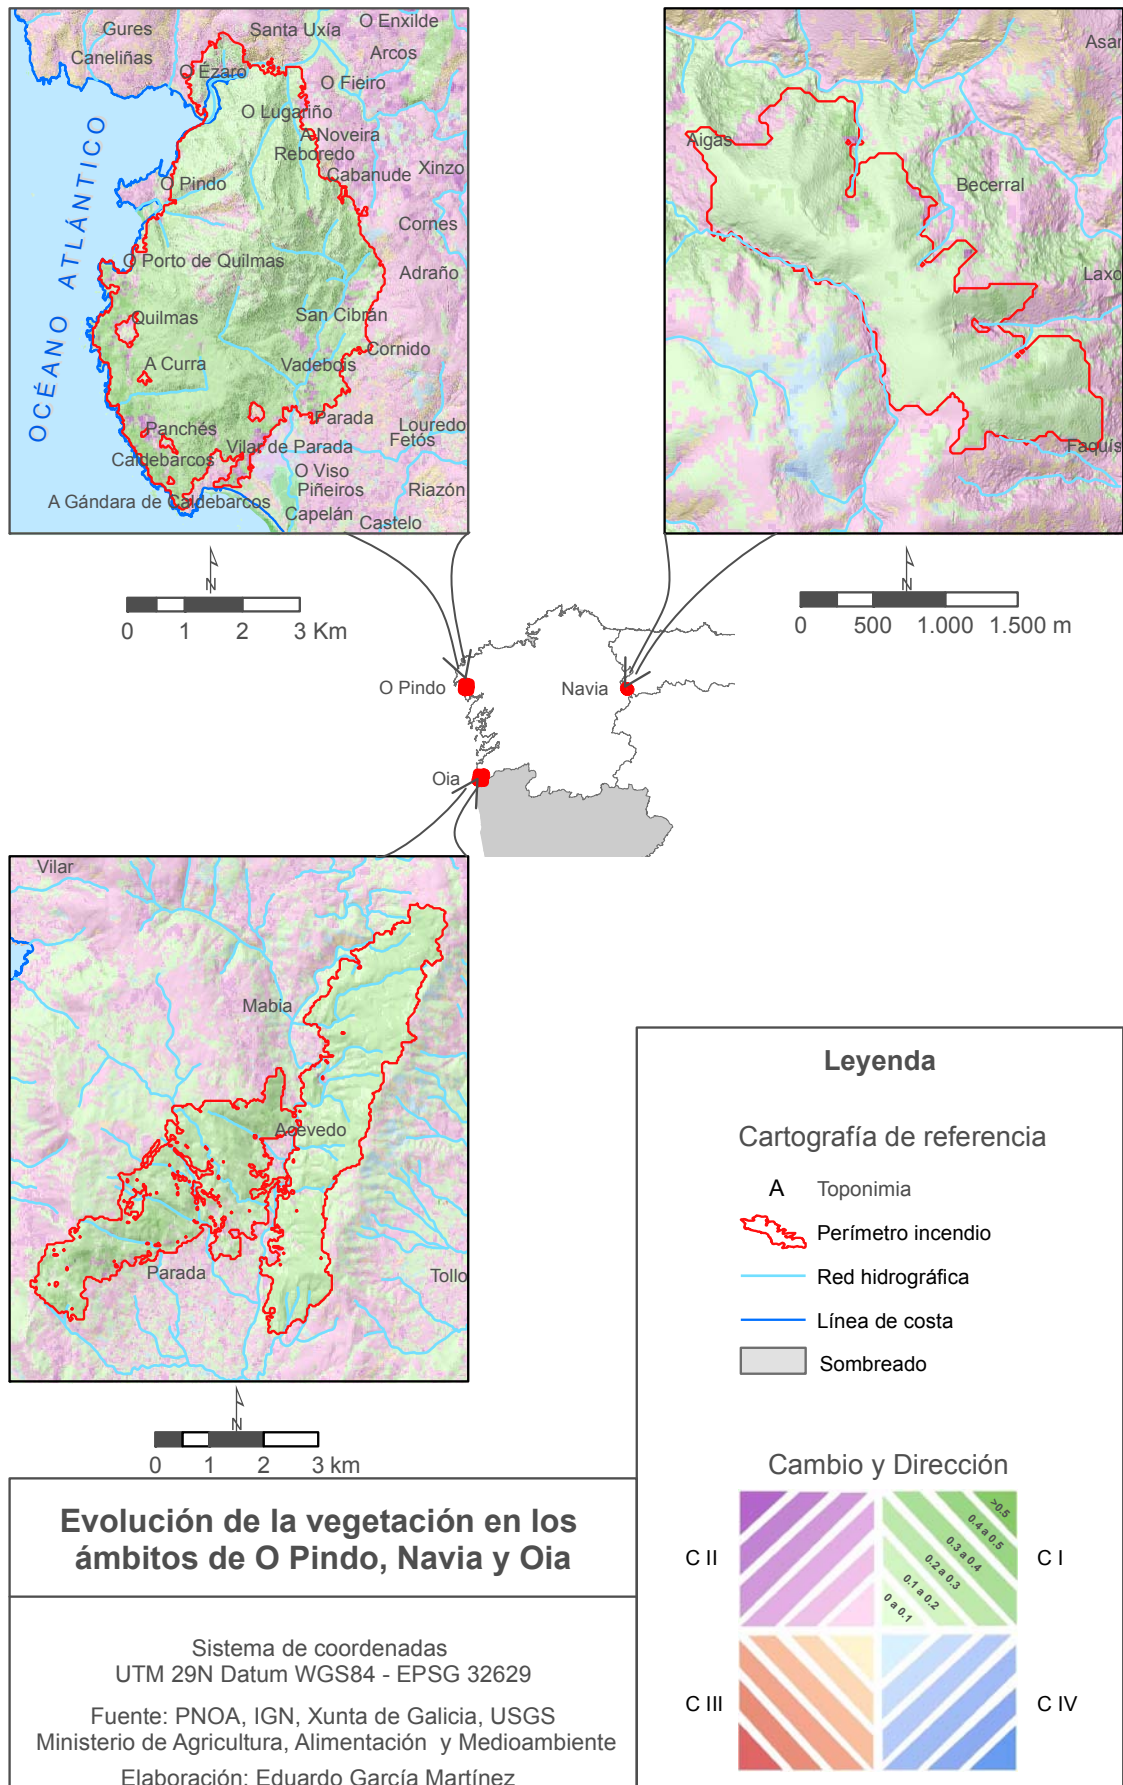 Gures
Santa Uxía
O Enxilde
Caneliñas
Arcos
O Ézaro
O Fieiro
O Lugariño
A Noveira
Reboredo
Cabanude
Xinzo
O Pindo
Cornes
O Porto de Quilmas
Adraño
Quilmas
San Cibrán
Cornido
A Curra
Vadebois
Panchés
Parada
Louredo
Fetós
Caldebarcos
Vilar de Parada
O Viso
Piñeiros
Riazón
A Gándara de Caldebarcos
Capelán
Castelo
OCÉANO ATLÁNTICO
N
0 1 2 3 Km
Aigas
Becerral
Laxo
Faquis
N
0 500 1.000 1.500 m
O Pindo
Navia
Oia
Vilar
Mabia
Acevedo
Parada
Tollo
N
0 1 2 3 km
Evolución de la vegetación en los
ámbitos de O Pindo, Navia y Oia
Sistema de coordenadas
UTM 29N Datum WGS84 - EPSG 32629
Fuente: PNOA, IGN, Xunta de Galicia, USGS
Ministerio de Agricultura, Alimentación y Medioambiente
Elaboración: Eduardo García Martínez
Leyenda
Cartografía de referencia
A Toponimia
Perímetro incendio
Red hidrográfica
Línea de costa
Sombreado
Cambio y Dirección
C II
C I
>0.5
0.4 a 0.5
0.3 a 0.4
0.2 a 0.3
0.1 a 0.2
0 a 0.1
C III
C IV